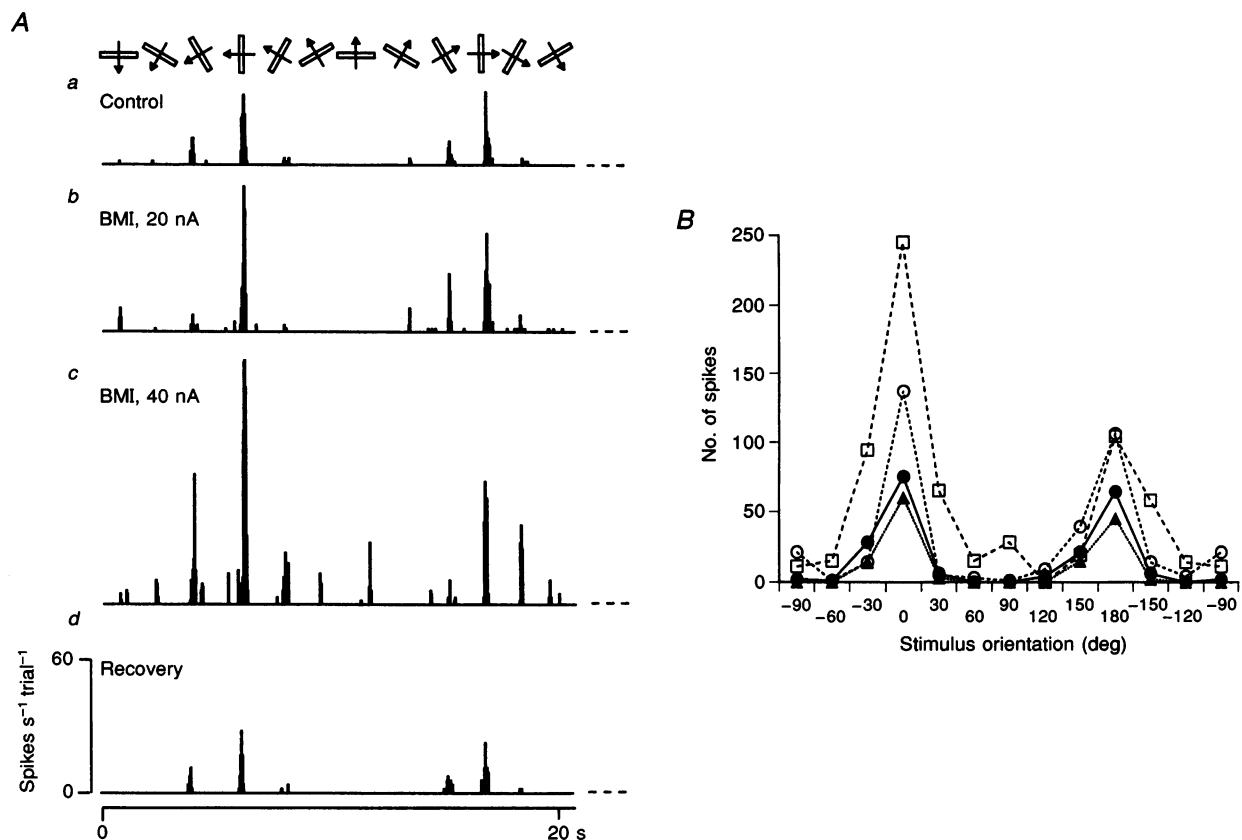 A
a
Control
b
BMI, 20 nA
c
BMI, 40 nA
d
Recovery
60
0
Spikes s⁻¹ trial⁻¹
0
20 s
B
250
200
150
100
50
0
No. of spikes
−90
−60
−30
0
30
60
90
120
150
180
−150
−120
−90
Stimulus orientation (deg)